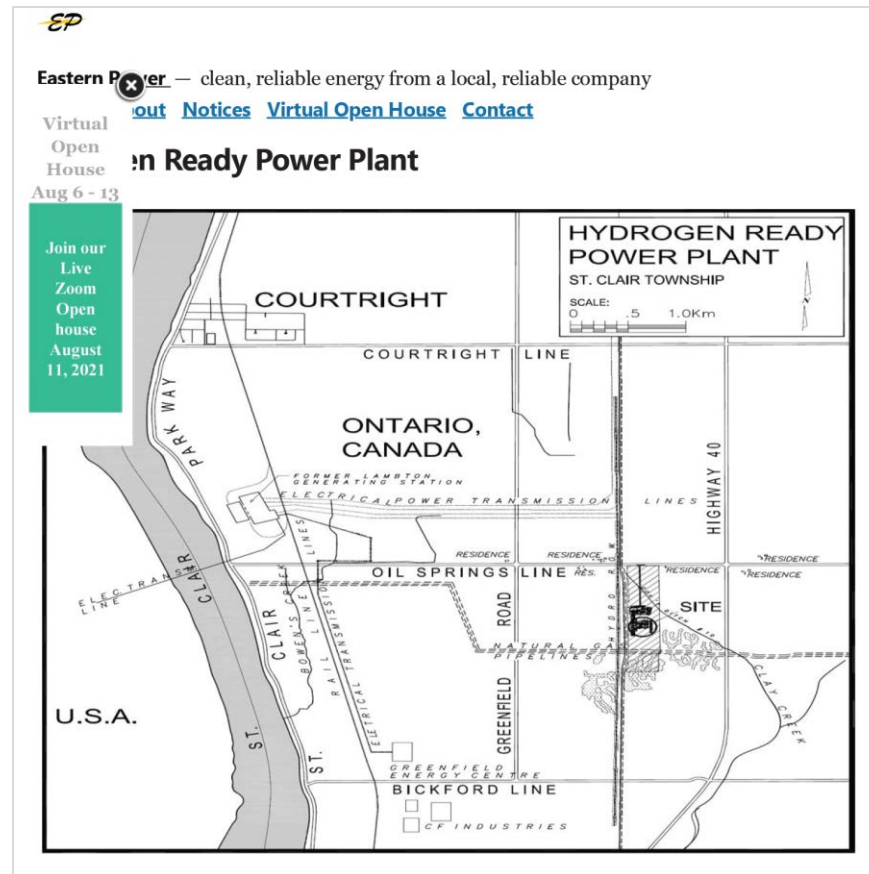 EP
Eastern Power — clean, reliable energy from a local, reliable company
out Notices Virtual Open House Contact
Virtual
Open
House
Aug 6 - 13
en Ready Power Plant
Join our
Live
Zoom
Open
house
August
11, 2021
HYDROGEN READY
POWER PLANT
ST. CLAIR TOWNSHIP
SCALE:
0 .5 1.0Km
N
COURTRIGHT
COURTRIGHT LINE
PARK WAY
ONTARIO,
CANADA
HIGHWAY 40
FORMER LAMBTON
GENERATING STATION
ELECTRICAL POWER TRANSMISSION LINES
RESIDENCE
RESIDENCE
RESIDENCE
OIL SPRINGS LINE
RES.
RESIDENCE
RESIDENCE
ELEC TRANS
LINE
CLAIR
CLAIR
BOWEN'S CREEK
RAIL LINE
ELETRICAL TRANSMISSION LINES
ROAD
HYDRO R.O.W.
SITE
NATURAL GAS
PIPELINES
CLAY CREEK
U.S.A.
ST.
ST.
GREENFIELD
GREENFIELD
ENERGY CENTRE
BICKFORD LINE
CF INDUSTRIES